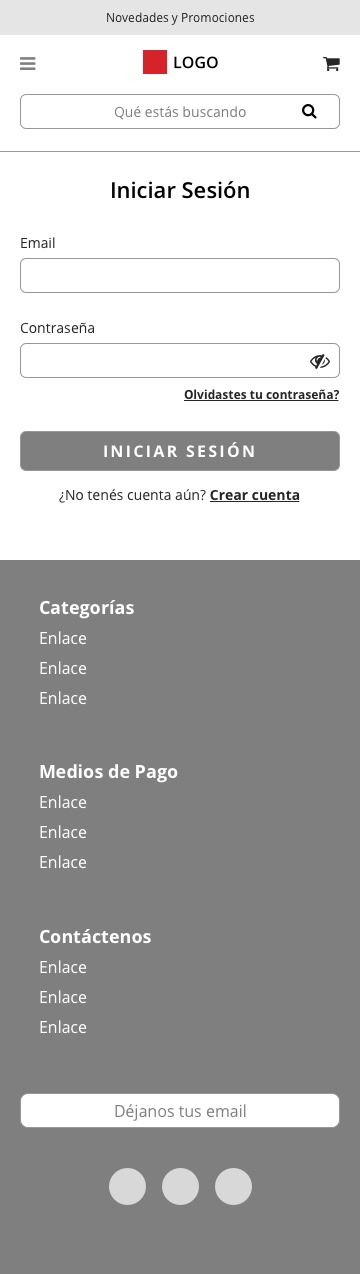 Novedades y Promociones
LOGO
Qué estás buscando
Iniciar Sesión
Email
Contraseña
Olvidastes tu contraseña?
INICIAR SESIÓN
¿No tenés cuenta aún? Crear cuenta
Categorías
Enlace
Enlace
Enlace
Medios de Pago
Enlace
Enlace
Enlace
Contáctenos
Enlace
Enlace
Enlace
Déjanos tus email